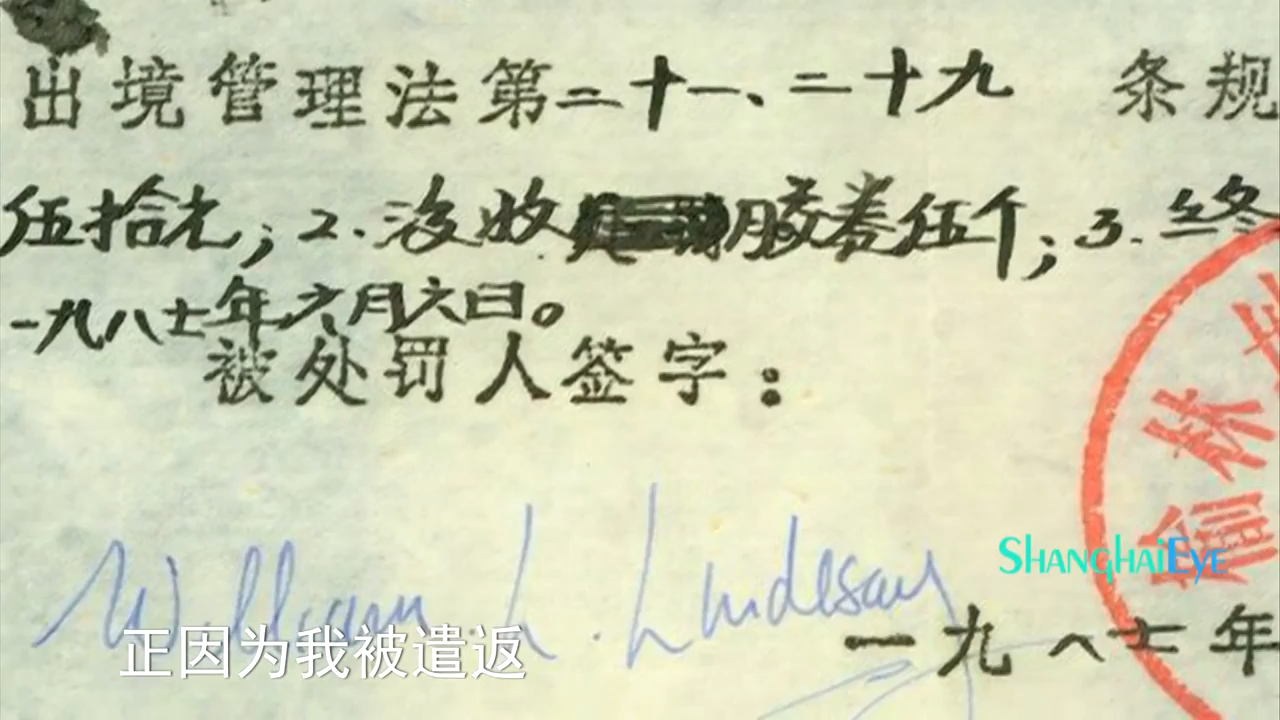 出境管理法第二十一、二十九 条规
伍拾元；2.没收胶卷伍个；3.终
一九八七年六月六日。
被处罚人签字：
榆林
ShanghaiEye
William. L. Lindesay
正因为我被遣返
一九八七年